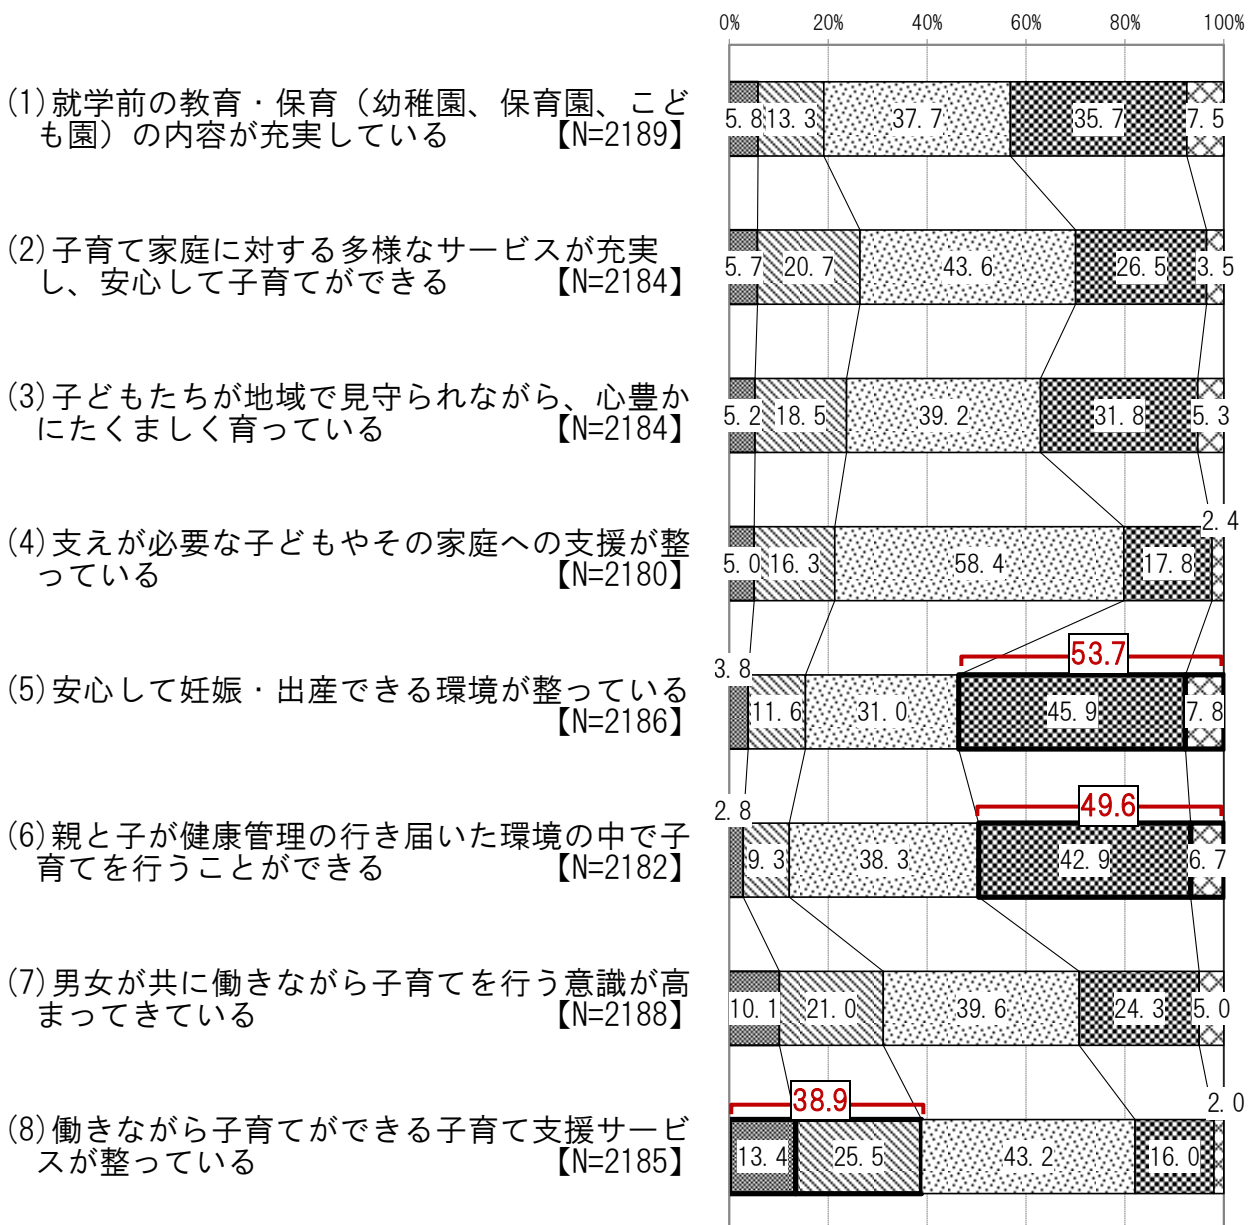 0% 20% 40% 60% 80% 100%
(1)就学前の教育・保育（幼稚園、保育園、こど
も園）の内容が充実している 【N=2189】
5.8 13.3 37.7 35.7 7.5
(2)子育て家庭に対する多様なサービスが充実
し、安心して子育てができる 【N=2184】
5.7 20.7 43.6 26.5 3.5
(3)子どもたちが地域で見守られながら、心豊か
にたくましく育っている 【N=2184】
5.2 18.5 39.2 31.8 5.3
(4)支えが必要な子どもやその家庭への支援が整
っている 【N=2180】
5.0 16.3 58.4 17.8 2.4
53.7
(5)安心して妊娠・出産できる環境が整っている
【N=2186】
3.8 11.6 31.0 45.9 7.8
49.6
(6)親と子が健康管理の行き届いた環境の中で子
育てを行うことができる 【N=2182】
2.8 9.3 38.3 42.9 6.7
(7)男女が共に働きながら子育てを行う意識が高
まってきている 【N=2188】
10.1 21.0 39.6 24.3 5.0
38.9
(8)働きながら子育てができる子育て支援サービ
スが整っている 【N=2185】
13.4 25.5 43.2 16.0 2.0